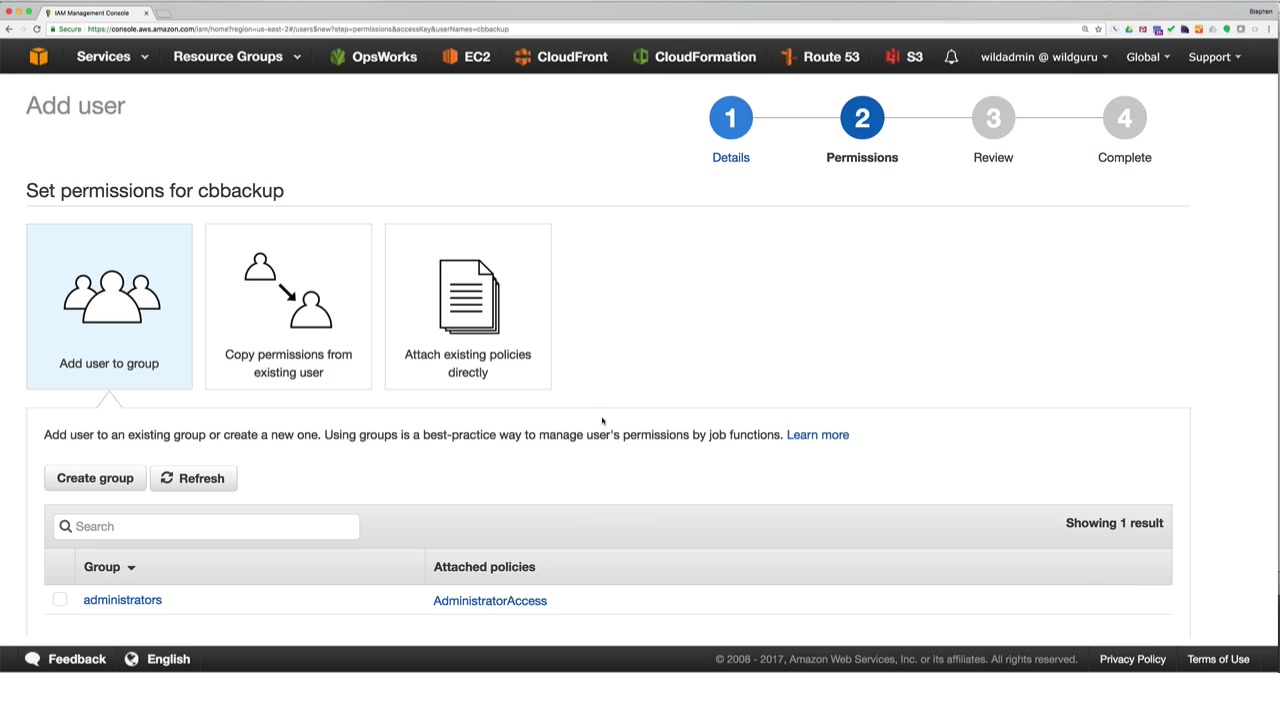 IAM Management Console
Stephen
Secure https://console.aws.amazon.com/iam/home?region=us-east-2#/users$new?step=permissions&accessKey&userNames=cbbackup
Services Resource Groups OpsWorks EC2 CloudFront CloudFormation Route 53 S3 wildadmin @ wildguru Global Support
Add user
1 2 3 4
Details Permissions Review Complete
Set permissions for cbbackup
Add user to group
Copy permissions from
existing user
Attach existing policies
directly
Add user to an existing group or create a new one. Using groups is a best-practice way to manage user's permissions by job functions. Learn more
Create group Refresh
Search Showing 1 result
Group Attached policies
administrators AdministratorAccess
Feedback English © 2008 - 2017, Amazon Web Services, Inc. or its affiliates. All rights reserved. Privacy Policy Terms of Use